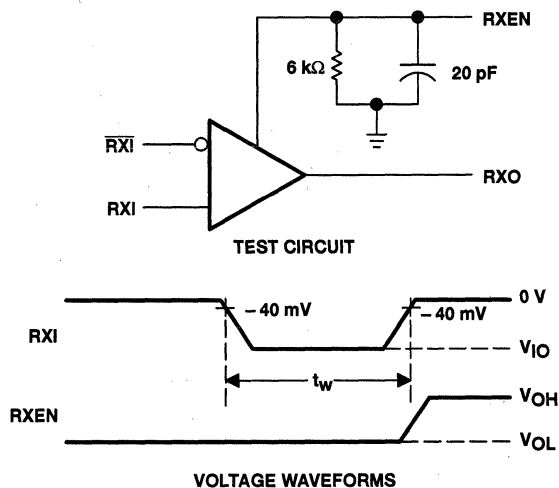 RXEN
6 kΩ
20 pF
R̅X̅I̅
RXI
RXO
TEST CIRCUIT
0 V
– 40 mV
– 40 mV
RXI
VIO
tw
VOH
RXEN
VOL
VOLTAGE WAVEFORMS